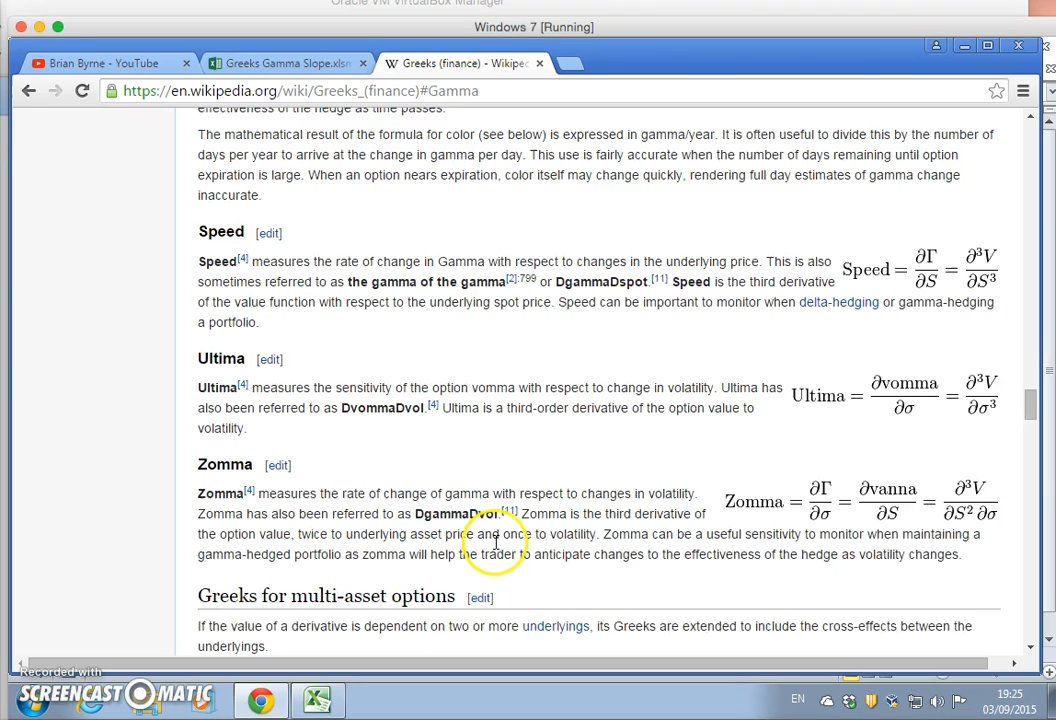 Oracle VM VirtualBox Manager
Windows 7 [Running]
Brian Byrne - YouTube × Greeks Gamma Slope.xlsm × W Greeks (finance) - Wikipe ×
https://en.wikipedia.org/wiki/Greeks_(finance)#Gamma
effectiveness of the hedge as time passes.
The mathematical result of the formula for color (see below) is expressed in gamma/year. It is often useful to divide this by the number of
days per year to arrive at the change in gamma per day. This use is fairly accurate when the number of days remaining until option
expiration is large. When an option nears expiration, color itself may change quickly, rendering full day estimates of gamma change
inaccurate.
Speed [edit]
Speed[4] measures the rate of change in Gamma with respect to changes in the underlying price. This is also
sometimes referred to as the gamma of the gamma[2]:799 or DgammaDspot.[11] Speed is the third derivative
of the value function with respect to the underlying spot price. Speed can be important to monitor when delta-hedging or gamma-hedging
a portfolio.
Speed = ∂Γ/∂S = ∂³V/∂S³
Ultima [edit]
Ultima[4] measures the sensitivity of the option vomma with respect to change in volatility. Ultima has
also been referred to as DvommaDvol.[4] Ultima is a third-order derivative of the option value to
volatility.
Ultima = ∂vomma/∂σ = ∂³V/∂σ³
Zomma [edit]
Zomma[4] measures the rate of change of gamma with respect to changes in volatility.
Zomma has also been referred to as DgammaDvol.[11] Zomma is the third derivative of
the option value, twice to underlying asset price and once to volatility. Zomma can be a useful sensitivity to monitor when maintaining a
gamma-hedged portfolio as zomma will help the trader to anticipate changes to the effectiveness of the hedge as volatility changes.
Zomma = ∂Γ/∂σ = ∂vanna/∂S = ∂³V/∂S² ∂σ
Greeks for multi-asset options [edit]
If the value of a derivative is dependent on two or more underlyings, its Greeks are extended to include the cross-effects between the
underlyings.
Recorded with
SCREENCAST-O-MATIC
EN
19:25
03/09/2015